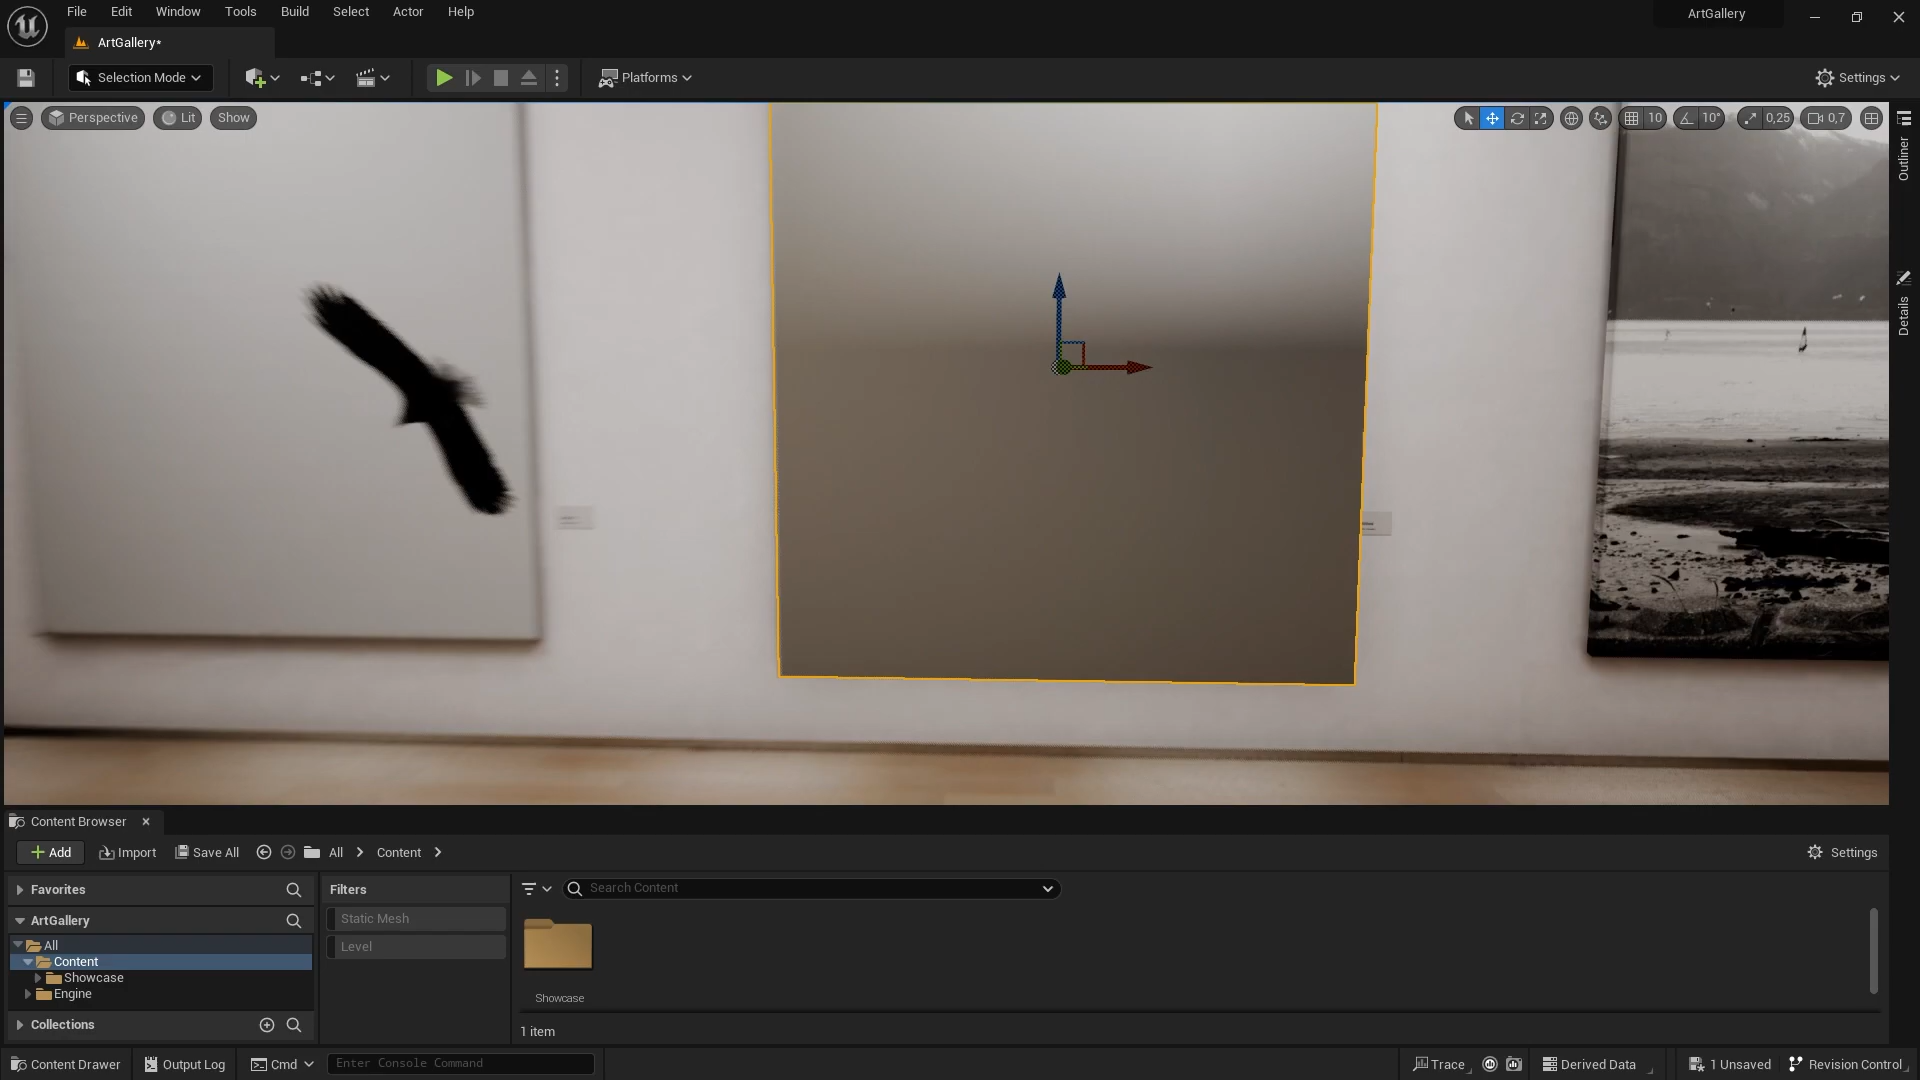 File Edit Window Tools Build Select Actor Help
ArtGallery
ArtGallery*
Selection Mode
Platforms
Settings
Perspective Lit Show
10 10° 0,25 0,7
Outliner
Details
Content Browser
Add Import Save All All Content Settings
Favorites
Filters
Search Content
Static Mesh
ArtGallery
Level
All
Content
Showcase
Engine
Showcase
Collections
1 item
Content Drawer Output Log Cmd Enter Console Command Trace Derived Data 1 Unsaved Revision Control